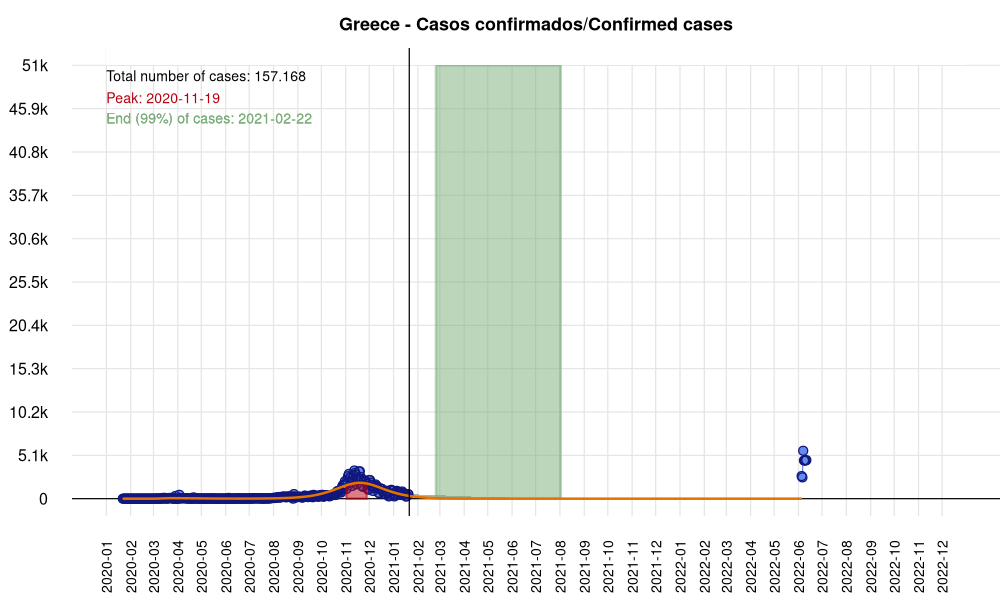 Greece - Casos confirmados/Confirmed cases
Total number of cases: 157.168
Peak: 2020-11-19
End (99%) of cases: 2021-02-22
51k
45.9k
40.8k
35.7k
30.6k
25.5k
20.4k
15.3k
10.2k
5.1k
0
2020-01
2020-02
2020-03
2020-04
2020-05
2020-06
2020-07
2020-08
2020-09
2020-10
2020-11
2020-12
2021-01
2021-02
2021-03
2021-04
2021-05
2021-06
2021-07
2021-08
2021-09
2021-10
2021-11
2021-12
2022-01
2022-02
2022-03
2022-04
2022-05
2022-06
2022-07
2022-08
2022-09
2022-10
2022-11
2022-12